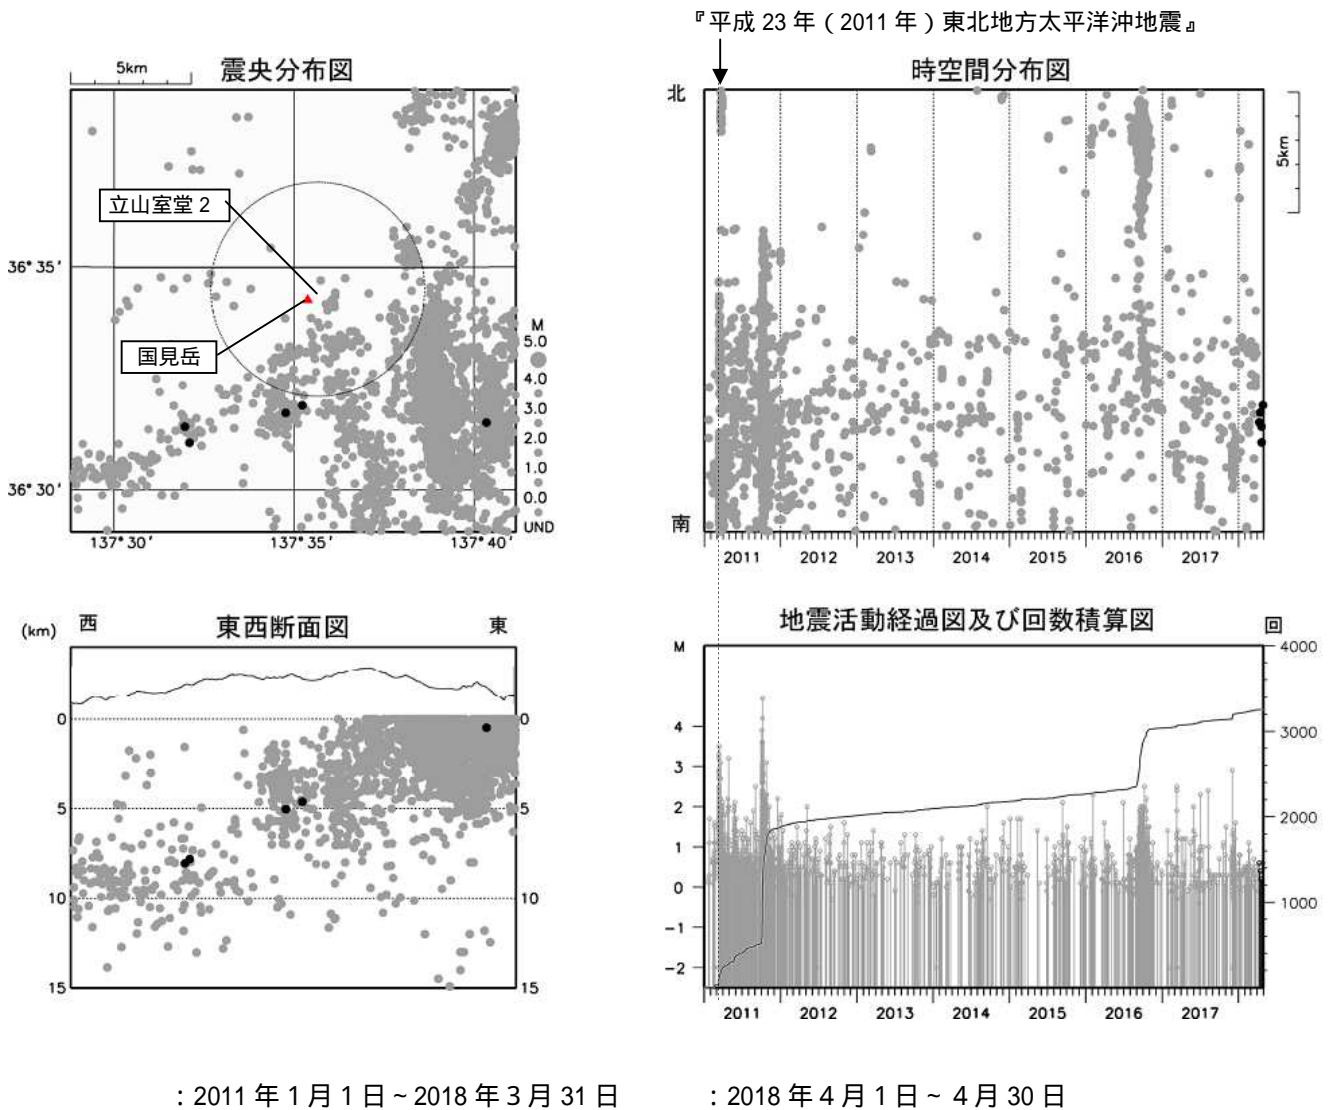 『平成 23 年（2011 年）東北地方太平洋沖地震』
5km
震央分布図
立山室堂 2
国見岳
36° 35′
36° 30′
137° 30′
137° 35′
137° 40′
M
5.0
4.0
3.0
2.0
1.0
0.0
UND
時空間分布図
北
南
5km
2011 2012 2013 2014 2015 2016 2017
東西断面図
(km)
西
東
0 0
5 5
10 10
15 15
地震活動経過図及び回数積算図
M
回
4
3
2
1
0
-1
-2
4000
3000
2000
1000
2011 2012 2013 2014 2015 2016 2017
：2011 年 1 月 1 日～2018 年 3 月 31 日
：2018 年 4 月 1 日～ 4 月 30 日